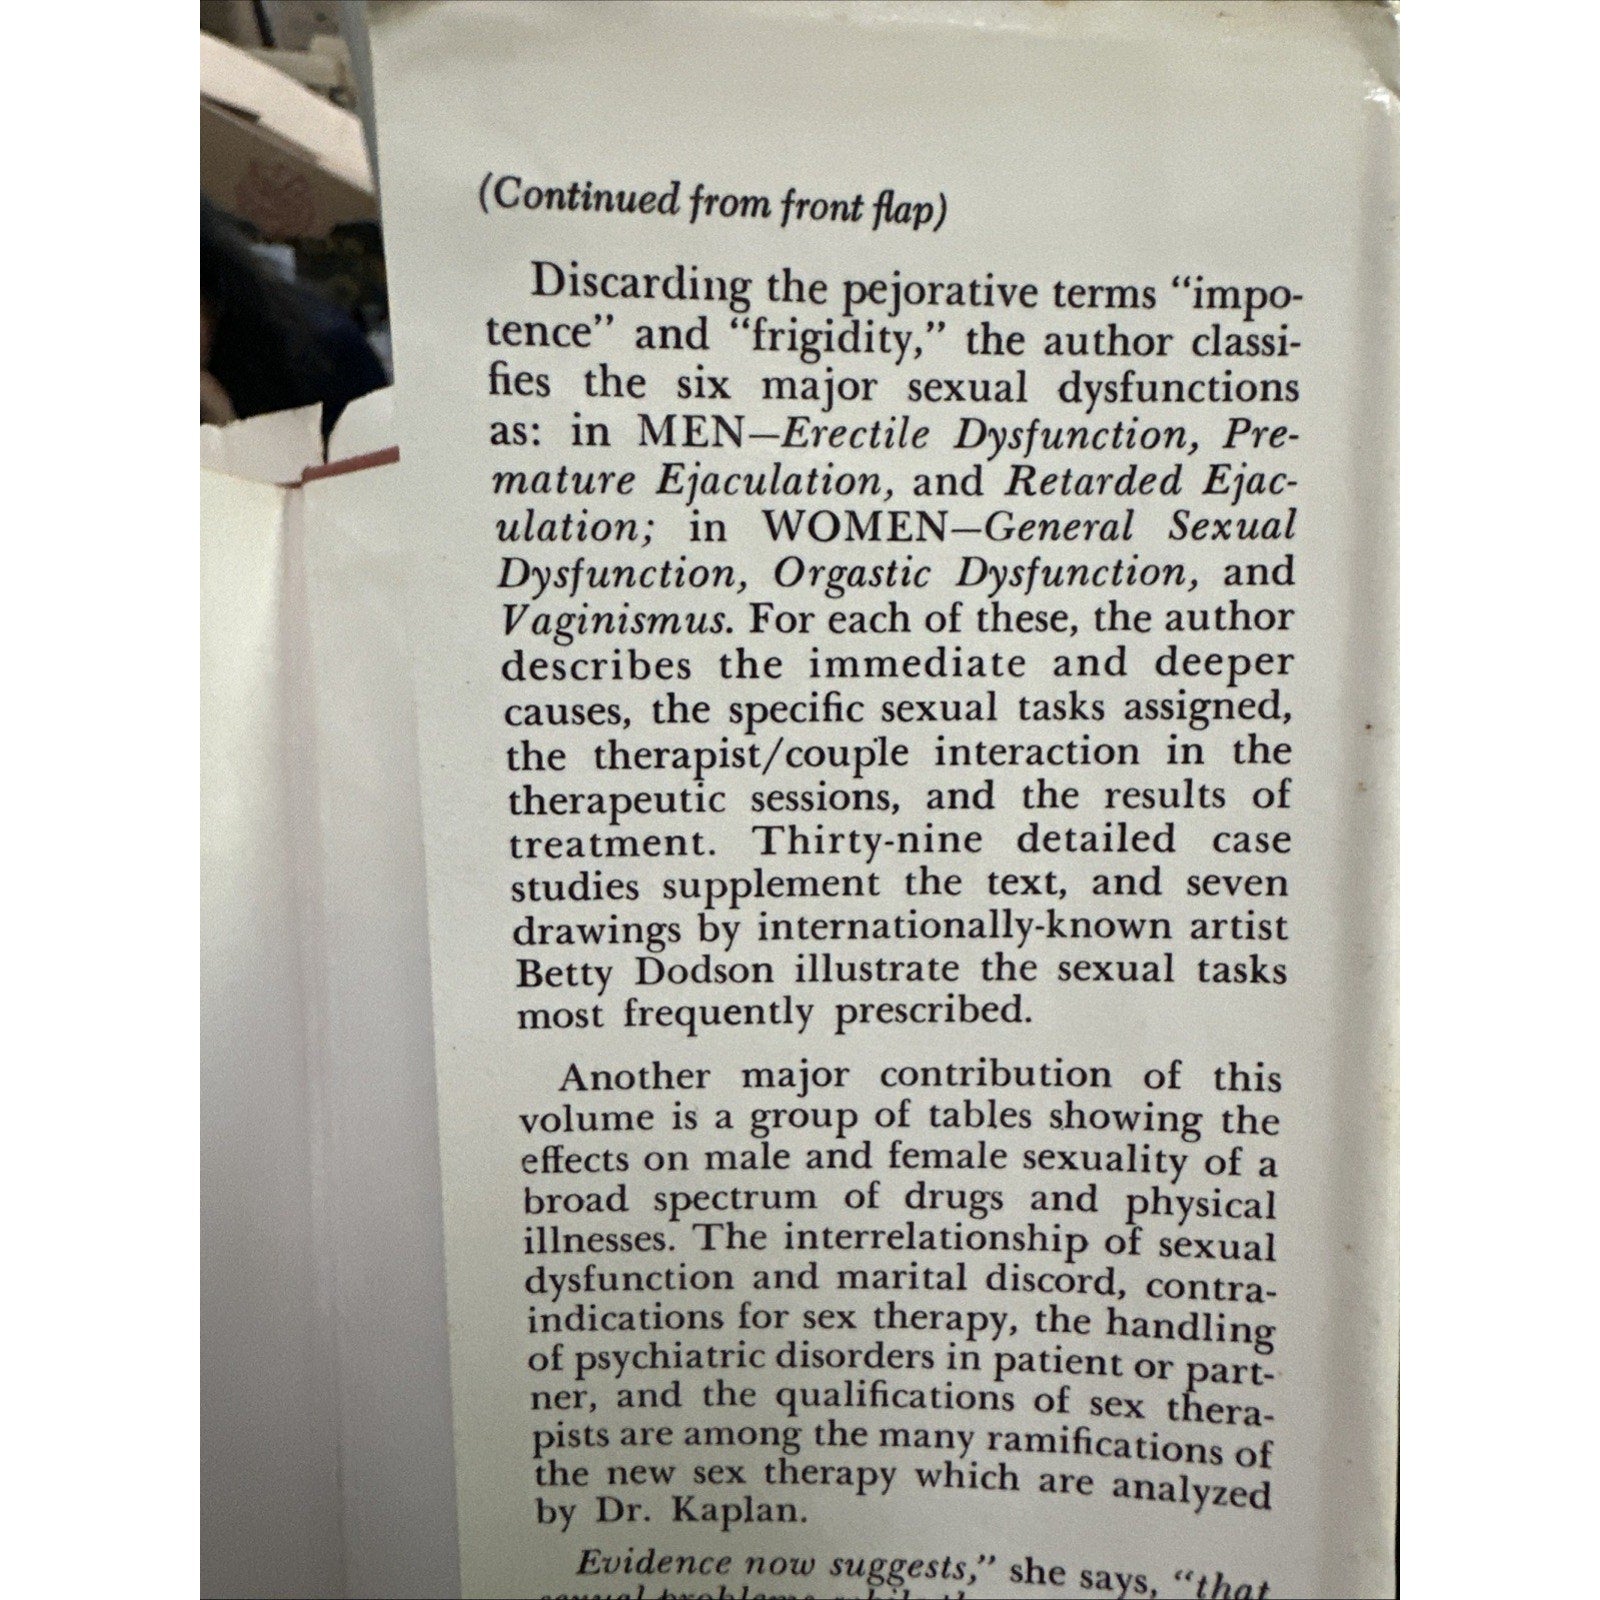 (Continued from front flap)
Discarding the pejorative terms “impo-
tence” and “frigidity,” the author classi-
fies the six major sexual dysfunctions
as: in MEN—Erectile Dysfunction, Pre-
mature Ejaculation, and Retarded Ejac-
ulation; in WOMEN—General Sexual
Dysfunction, Orgastic Dysfunction, and
Vaginismus. For each of these, the author
describes the immediate and deeper
causes, the specific sexual tasks assigned,
the therapist/couple interaction in the
therapeutic sessions, and the results of
treatment. Thirty-nine detailed case
studies supplement the text, and seven
drawings by internationally-known artist
Betty Dodson illustrate the sexual tasks
most frequently prescribed.
Another major contribution of this
volume is a group of tables showing the
effects on male and female sexuality of a
broad spectrum of drugs and physical
illnesses. The interrelationship of sexual
dysfunction and marital discord, contra-
indications for sex therapy, the handling
of psychiatric disorders in patient or part-
ner, and the qualifications of sex thera-
pists are among the many ramifications of
the new sex therapy which are analyzed
by Dr. Kaplan.
Evidence now suggests,” she says, “that
sexual problems